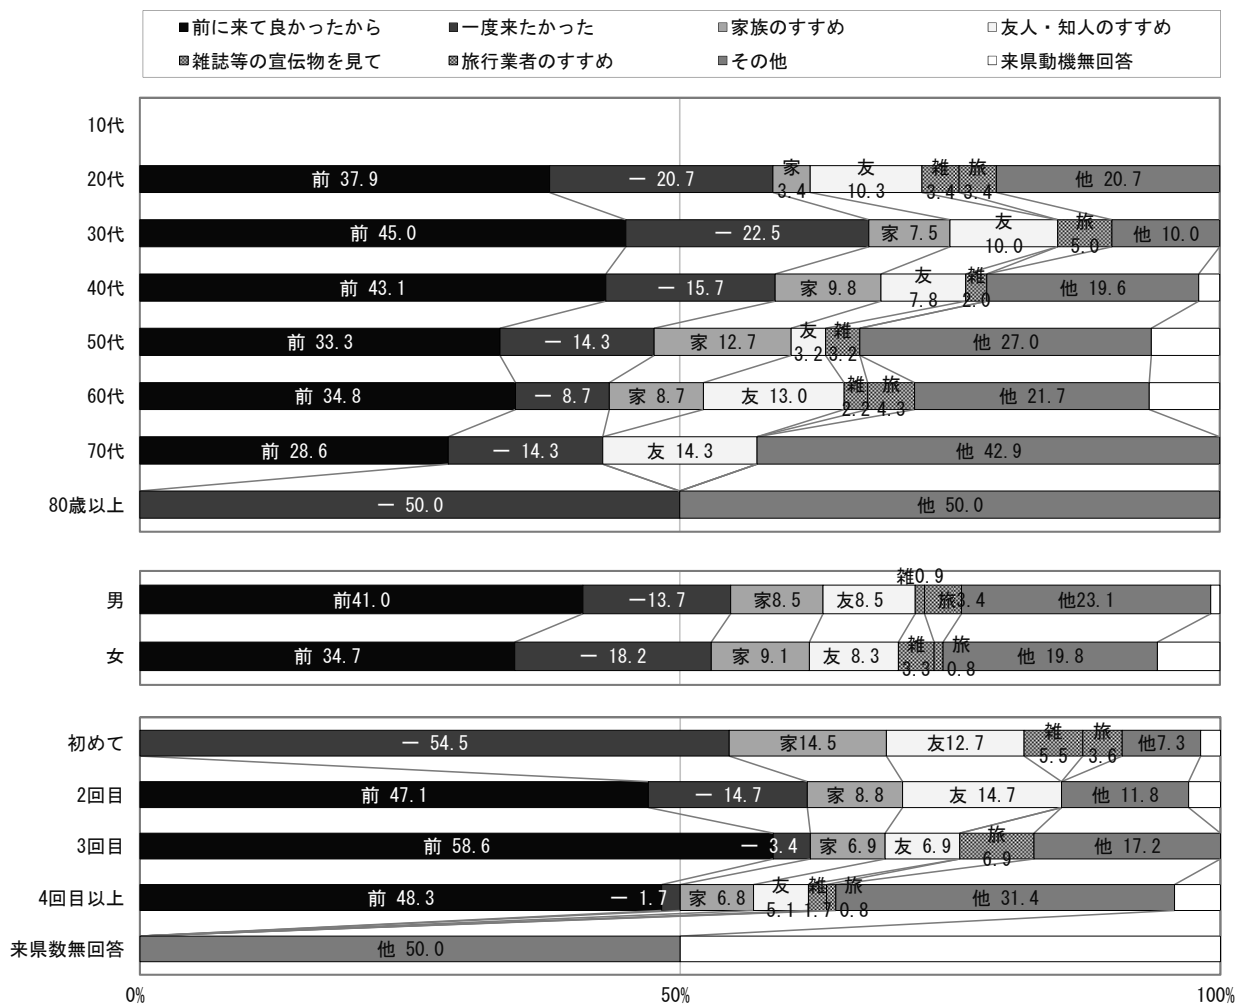 ■前に来て良かったから ■一度来たかった ■家族のすすめ □友人・知人のすすめ
▩雑誌等の宣伝物を見て ▩旅行業者のすすめ ■その他 □来県動機無回答
10代
20代 前 37.9 一 20.7 家 3.4 友 10.3 雑 3.4 旅 3.4 他 20.7
30代 前 45.0 一 22.5 家 7.5 友 10.0 旅 5.0 他 10.0
40代 前 43.1 一 15.7 家 9.8 友 7.8 雑 2.0 他 19.6
50代 前 33.3 一 14.3 家 12.7 友 3.2 雑 3.2 他 27.0
60代 前 34.8 一 8.7 家 8.7 友 13.0 雑 2.2 旅 4.3 他 21.7
70代 前 28.6 一 14.3 友 14.3 他 42.9
80歳以上 一 50.0 他 50.0
男 前41.0 一13.7 家8.5 友8.5 雑0.9 旅3.4 他23.1
女 前 34.7 一 18.2 家 9.1 友 8.3 雑 3.3 旅 0.8 他 19.8
初めて 一 54.5 家14.5 友12.7 雑 5.5 旅 3.6 他7.3
2回目 前 47.1 一 14.7 家 8.8 友 14.7 他 11.8
3回目 前 58.6 一 3.4 家 6.9 友 6.9 旅 6.9 他 17.2
4回目以上 前 48.3 一 1.7 家 6.8 友 5.1 雑 1.7 旅 0.8 他 31.4
来県数無回答 他 50.0
0% 50% 100%